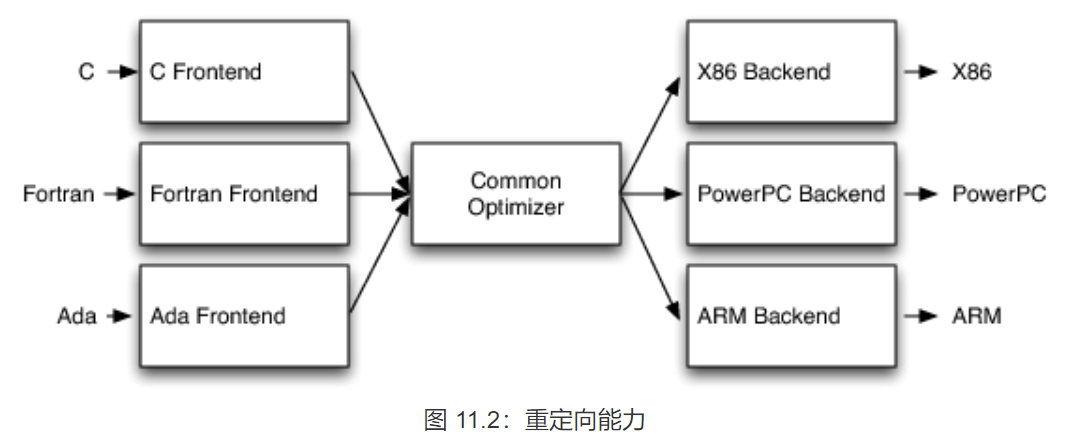 C
C Frontend
X86 Backend
X86
Fortran
Fortran Frontend
Common
Optimizer
PowerPC Backend
PowerPC
Ada
Ada Frontend
ARM Backend
ARM
图 11.2：重定向能力